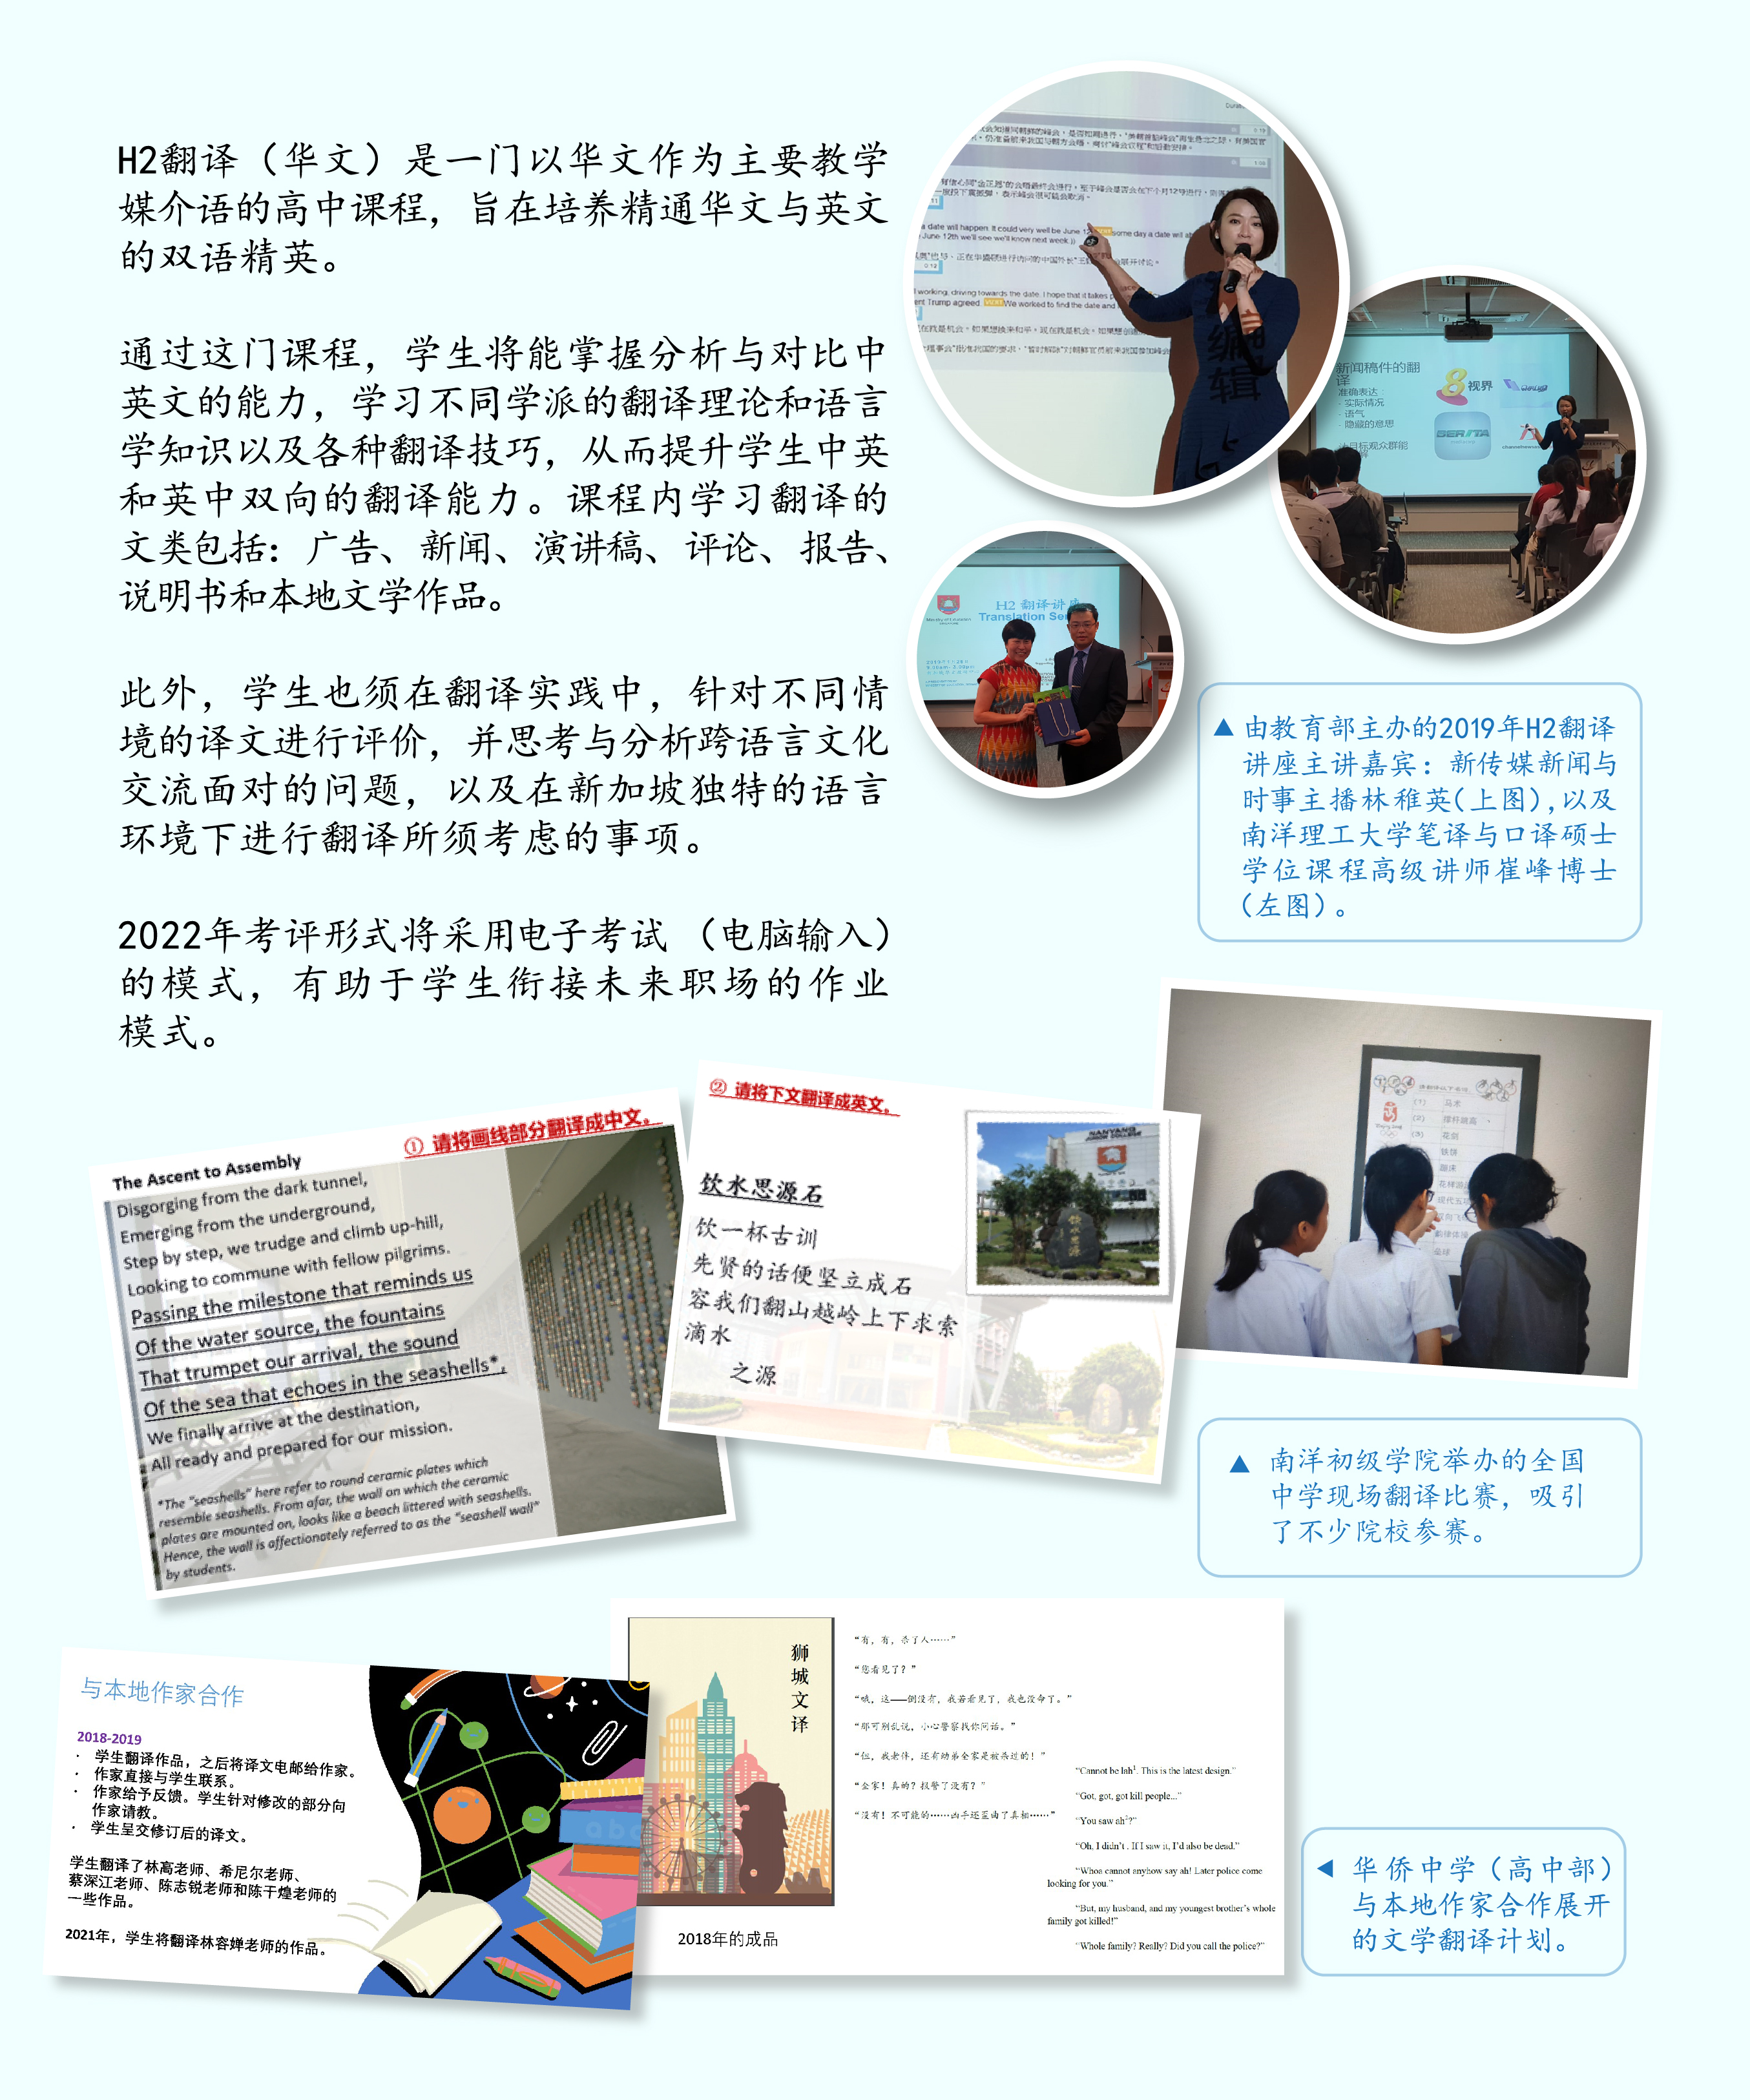 H2翻译（华文）是一门以华文作为主要教学
媒介语的高中课程，旨在培养精通华文与英文
的双语精英。
通过这门课程，学生将能掌握分析与对比中
英文的能力，学习不同学派的翻译理论和语言
学知识以及各种翻译技巧，从而提升学生中英
和英中双向的翻译能力。课程内学习翻译的
文类包括：广告、新闻、演讲稿、评论、报告、
说明书和本地文学作品。
此外，学生也须在翻译实践中，针对不同情
境的译文进行评价，并思考与分析跨语言文化
交流面对的问题，以及在新加坡独特的语言
环境下进行翻译所须考虑的事项。
2022年考评形式将采用电子考试（电脑输入）
的模式，有助于学生衔接未来职场的作业
模式。
新闻稿件的翻
译
准确表达
· 实际情况
· 语气
· 隐藏的意思
8视界
H2 翻译讲
▲ 由教育部主办的2019年H2翻译
讲座主讲嘉宾：新传媒新闻与
时事主播林稚英(上图),以及
南洋理工大学笔译与口译硕士
学位课程高级讲师崔峰博士
(左图)。
① 请将画线部分翻译成中文。
The Ascent to Assembly
Disgorging from the dark tunnel,
Emerging from the underground,
Step by step, we trudge and climb up-hill,
Looking to commune with fellow pilgrims.
Passing the milestone that reminds us
Of the water source, the fountains
That trumpet our arrival, the sound
Of the sea that echoes in the seashells*,
We finally arrive at the destination,
All ready and prepared for our mission.
*The "seashells" here refer to round ceramic plates which
resemble seashells. From afar, the wall on which the ceramic
plates are mounted on, looks like a beach littered with seashells.
Hence, the wall is affectionately referred to as the "seashell wall"
by students.
② 请将下文翻译成英文。
饮水思源石
饮一杯古训
先贤的话便坚立成石
容我们翻山越岭上下求索
滴水
之源
NANYANG
JUNIOR COLLEGE
(1) 马术
(2) 撑杆跳高
(3) 花剑
铁饼
蹦床
▲ 南洋初级学院举办的全国
中学现场翻译比赛，吸引
了不少院校参赛。
与本地作家合作
2018-2019
· 学生翻译作品，之后将译文电邮给作家。
· 作家直接与学生联系。
· 作家给予反馈。学生针对修改的部分向
作家请教。
· 学生呈交修订后的译文。
学生翻译了林高老师、希尼尔老师、
蔡深江老师、陈志锐老师和陈干煌老师的
一些作品。
2021年，学生将翻译林容婵老师的作品。
abc
狮城文译
2018年的成品
“有，有，杀了人……”
“您看见了？”
“哦，这——倒没有，我若看见了，我也没命了。”
“那可别乱说，小心警察找你问话。”
“但，我老伴，还有幼弟全家是被杀过的！”
“全家！真的？报警了没有？”
“没有！不可能的……凶手还歪曲了真相……”
“Cannot be lah1. This is the latest design.”
“Got, got, got kill people...”
“You saw ah2?”
“Oh, I didn’t . If I saw it, I’d also be dead.”
“Whoa cannot anyhow say ah! Later police come
looking for you.”
“But, my husband, and my youngest brother’s whole
family got killed!”
“Whole family? Really? Did you call the police?”
◀ 华侨中学（高中部）
与本地作家合作展开
的文学翻译计划。